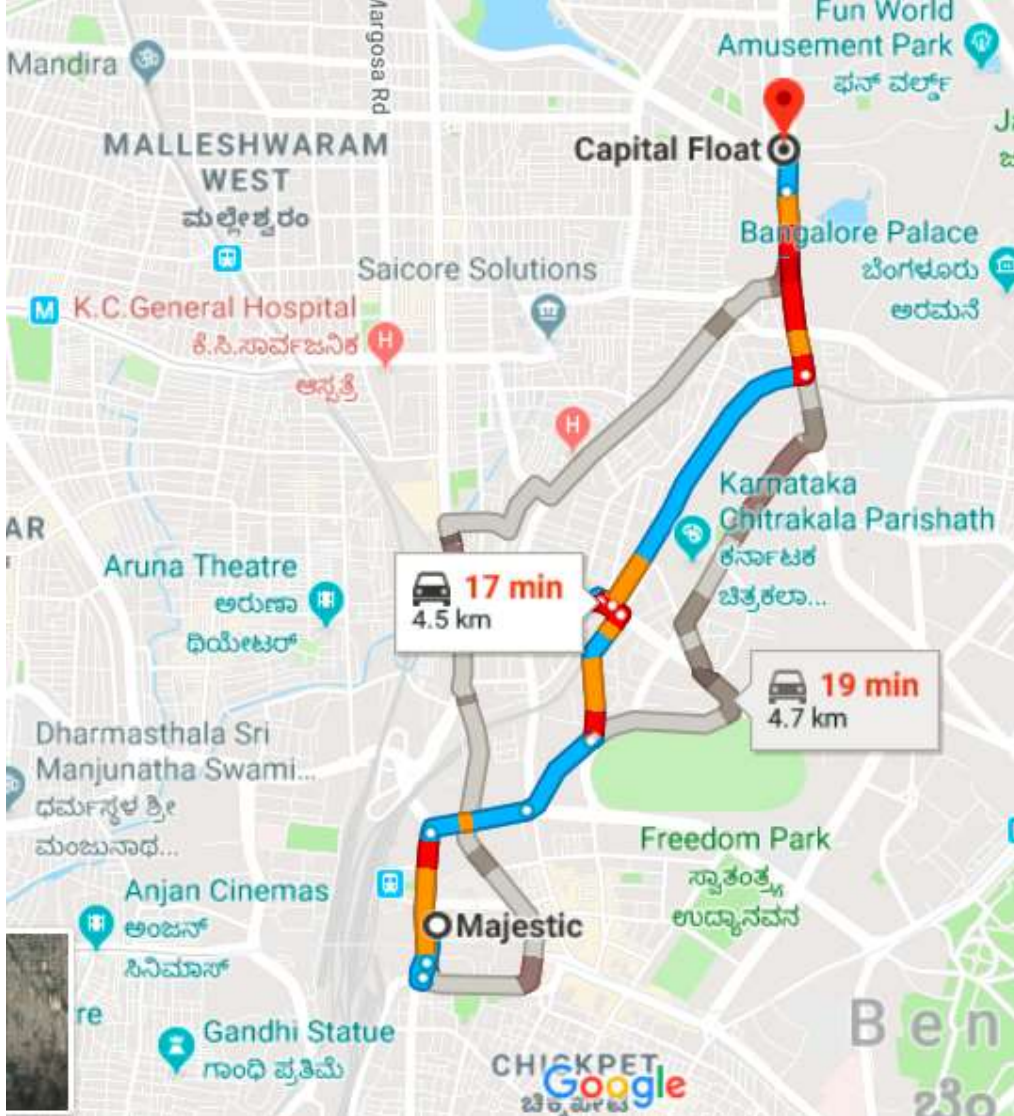 Fun World
Amusement Park
ಫನ್ ವರ್ಲ್ಡ್
Mandira
Margosa Rd
MALLESHWARAM
WEST
ಮಲ್ಲೇಶ್ವರಂ
Capital Float
Bangalore Palace
ಬೆಂಗಳೂರು
ಅರಮನೆ
Saicore Solutions
M
K.C.General Hospital
ಕೆ.ಸಿ.ಸಾರ್ವಜನಿಕ
ಆಸ್ಪತ್ರೆ
H
H
Karnataka
Chitrakala Parishath
ಕರ್ನಾಟಕ
ಚಿತ್ರಕಲಾ...
AR
Aruna Theatre
ಅರುಣಾ
ಥಿಯೇಟರ್
17 min
4.5 km
19 min
4.7 km
Dharmasthala Sri
Manjunatha Swami...
ಧರ್ಮಸ್ಥಳ ಶ್ರೀ
ಮಂಜುನಾಥ...
Freedom Park
ಸ್ವಾತಂತ್ರ್ಯ
ಉದ್ಯಾನವನ
Anjan Cinemas
ಅಂಜನ್
ಸಿನಿಮಾಸ್
Majestic
re
Gandhi Statue
ಗಾಂಧಿ ಪ್ರತಿಮೆ
Ben
CHICKPET
Google